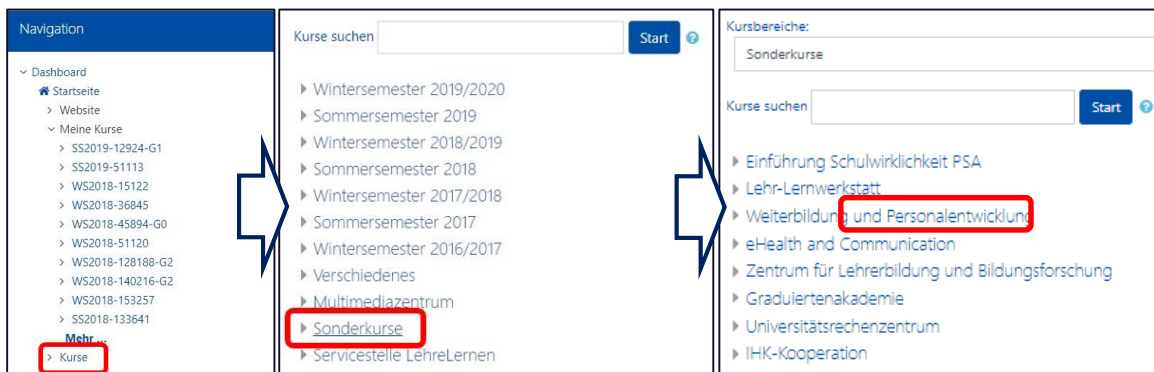 Navigation
Dashboard
Startseite
Website
Meine Kurse
SS2019-12924-G1
SS2019-51113
WS2018-15122
WS2018-36845
WS2018-45894-G0
WS2018-51120
WS2018-128188-G2
WS2018-140216-G2
WS2018-153257
SS2018-133641
Mehr ...
Kurse
Kurse suchen Start
Wintersemester 2019/2020
Sommersemester 2019
Wintersemester 2018/2019
Sommersemester 2018
Wintersemester 2017/2018
Sommersemester 2017
Wintersemester 2016/2017
Verschiedenes
Multimediazentrum
Sonderkurse
Servicestelle LehreLernen
Kursbereiche:
Sonderkurse
Kurse suchen Start
Einführung Schulwirklichkeit PSA
Lehr-Lernwerkstatt
Weiterbildung und Personalentwicklung
eHealth and Communication
Zentrum für Lehrerbildung und Bildungsforschung
Graduiertenakademie
Universitätsrechenzentrum
IHK-Kooperation